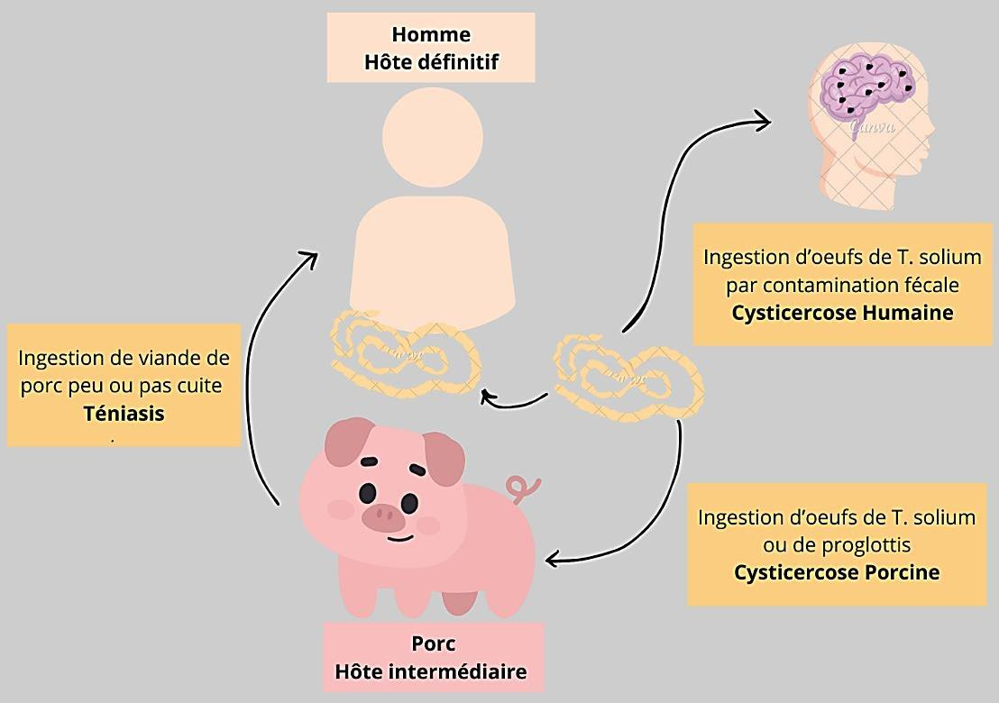 Homme
Hôte définitif
Canva
Ingestion d'oeufs de T. solium
par contamination fécale
Cysticercose Humaine
Ingestion de viande de
porc peu ou pas cuite
Téniasis
.
Ingestion d'oeufs de T. solium
ou de proglottis
Cysticercose Porcine
Porc
Hôte intermédiaire